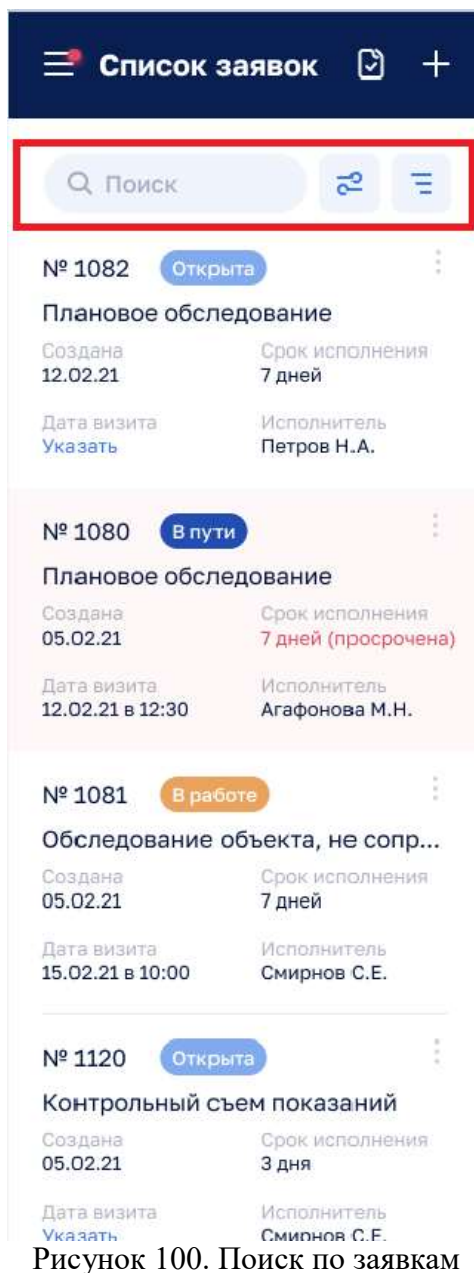 Список заявок
Поиск
№ 1082 Открыта
Плановое обследование
Создана Срок исполнения
12.02.21 7 дней
Дата визита Исполнитель
Указать Петров Н.А.
№ 1080 В пути
Плановое обследование
Создана Срок исполнения
05.02.21 7 дней (просрочена)
Дата визита Исполнитель
12.02.21 в 12:30 Агафонова М.Н.
№ 1081 В работе
Обследование объекта, не сопр...
Создана Срок исполнения
05.02.21 7 дней
Дата визита Исполнитель
15.02.21 в 10:00 Смирнов С.Е.
№ 1120 Открыта
Контрольный съем показаний
Создана Срок исполнения
05.02.21 3 дня
Дата визита Исполнитель
Указать Смирнов С.Е.
Рисунок 100. Поиск по заявкам